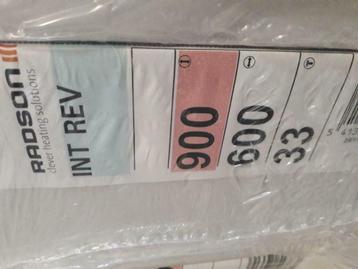 RADSON
clever heating solutions
INT REV
900
600
33